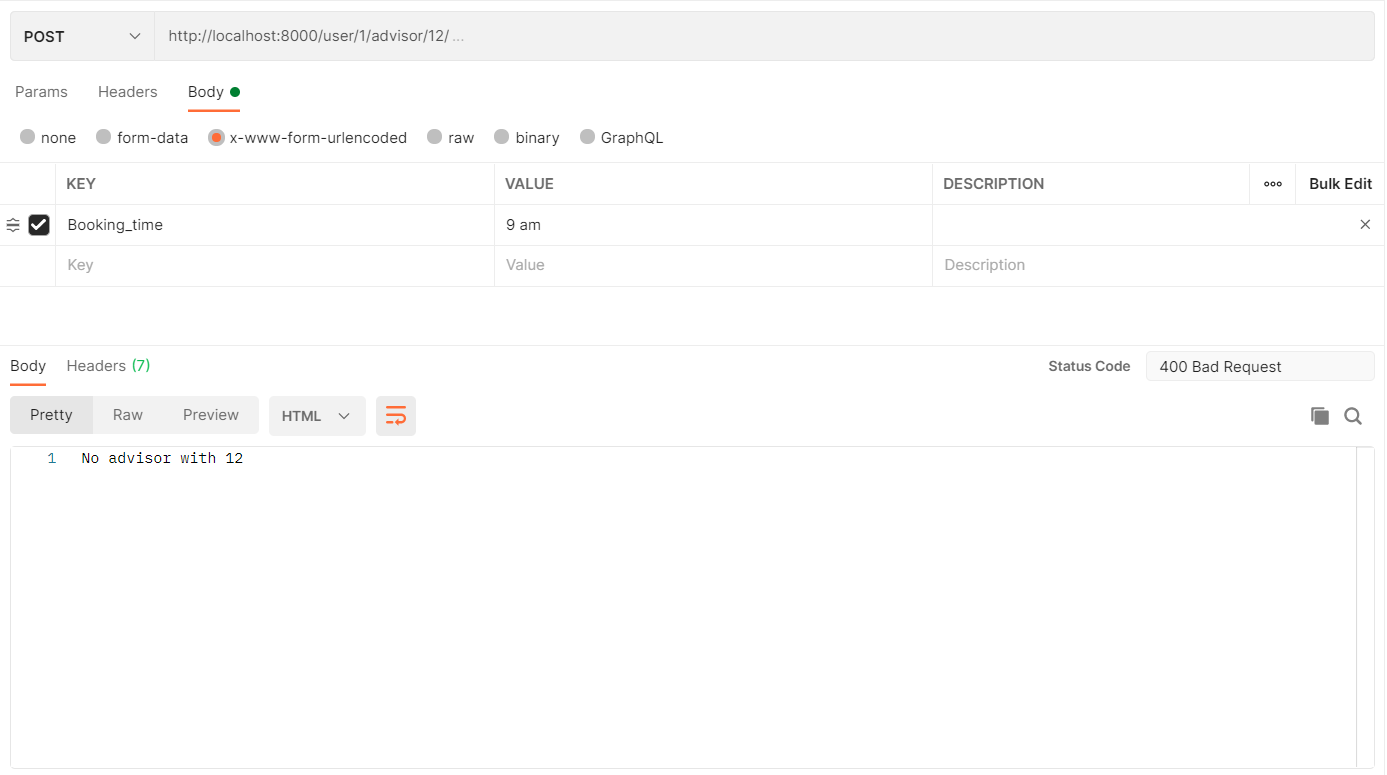 POST http://localhost:8000/user/1/advisor/12/ ...
Params Headers Body
none form-data x-www-form-urlencoded raw binary GraphQL
KEY VALUE DESCRIPTION ooo Bulk Edit
Booking_time 9 am
Key Value Description
Body Headers (7) Status Code 400 Bad Request
Pretty Raw Preview HTML
1 No advisor with 12